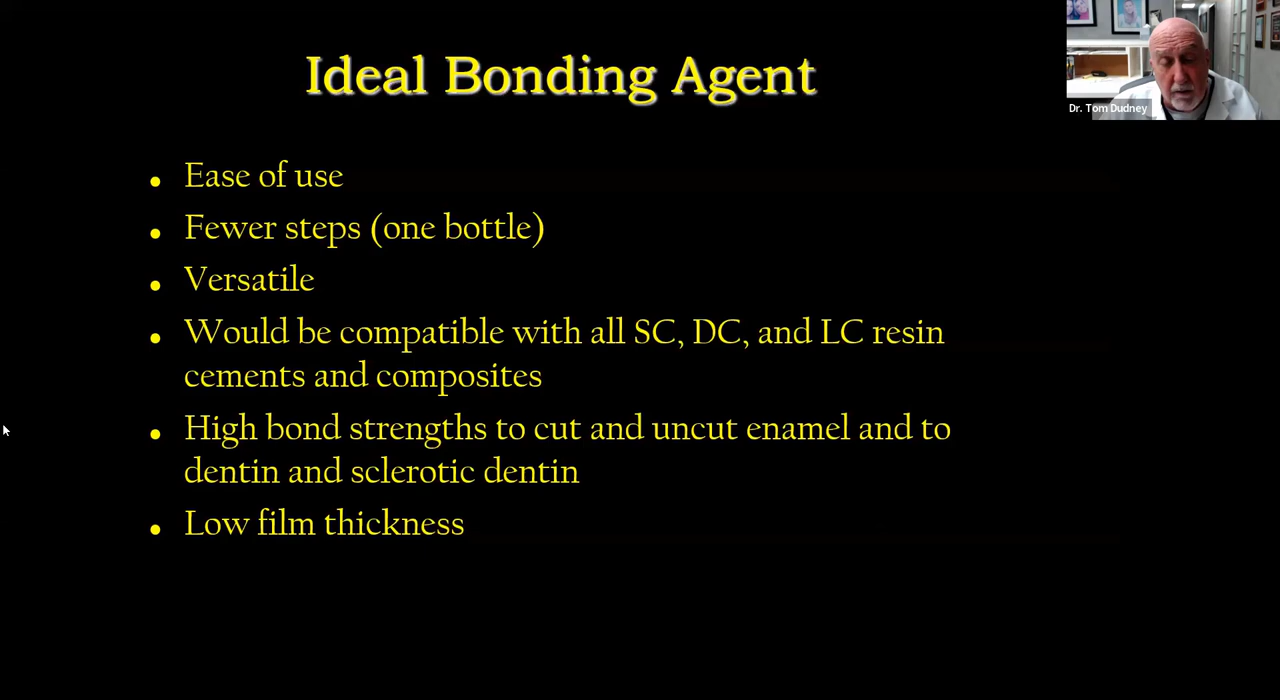 Ideal Bonding Agent
Dr. Tom Dudney
• Ease of use
• Fewer steps (one bottle)
• Versatile
• Would be compatible with all SC, DC, and LC resin
cements and composites
• High bond strengths to cut and uncut enamel and to
dentin and sclerotic dentin
• Low film thickness